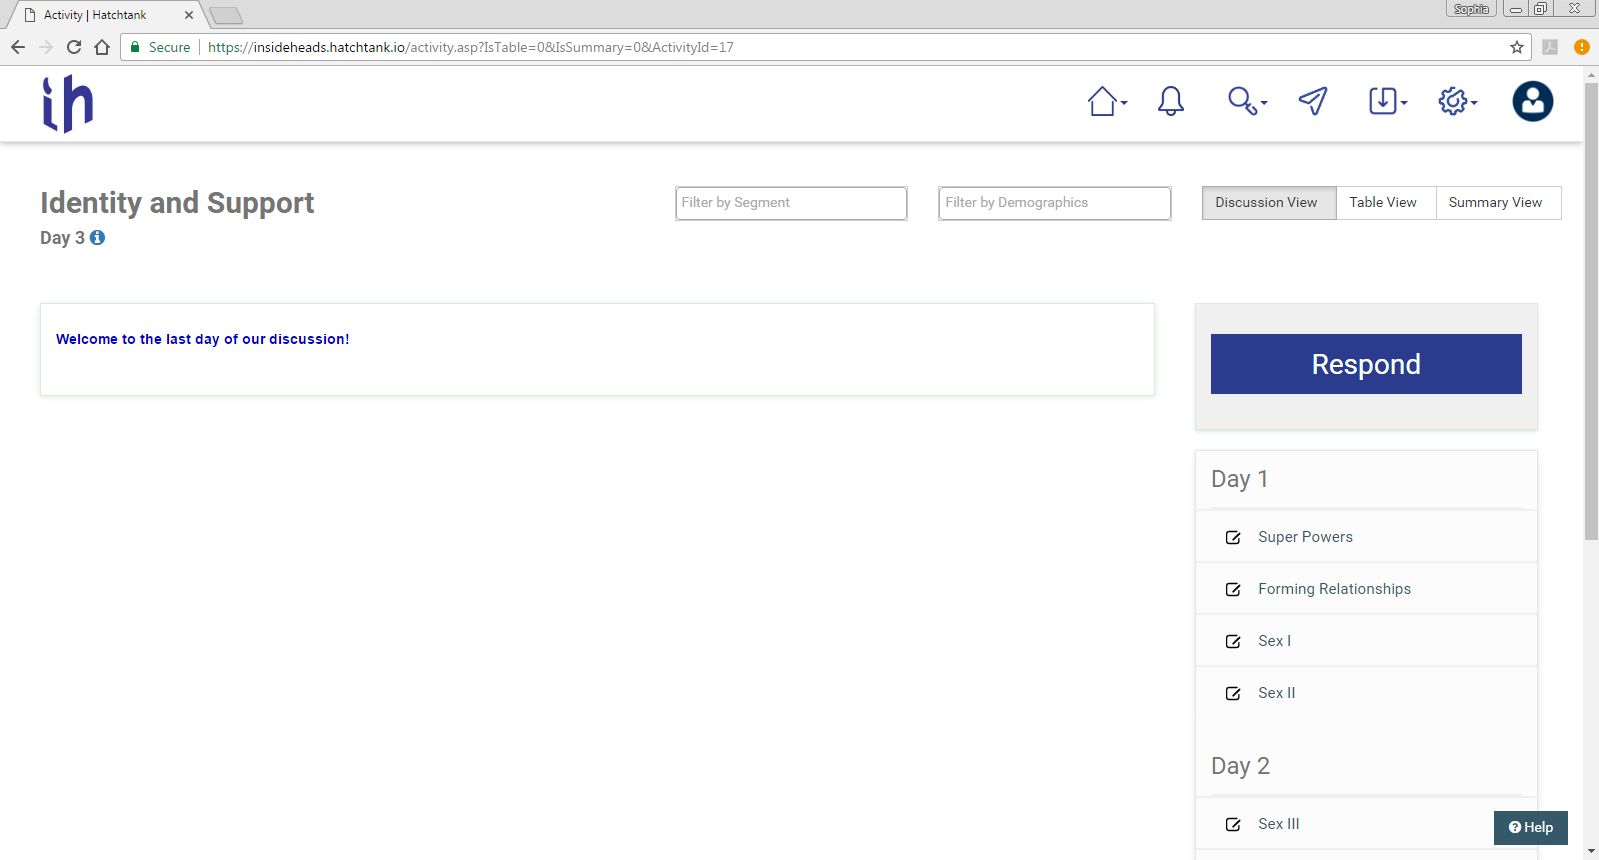 Activity | Hatchtank
Sophia
Secure
https://insideheads.hatchtank.io/activity.asp?IsTable=0&IsSummary=0&ActivityId=17
ih
Identity and Support
Filter by Segment
Filter by Demographics
Discussion View
Table View
Summary View
Day 3
Welcome to the last day of our discussion!
Respond
Day 1
Super Powers
Forming Relationships
Sex I
Sex II
Day 2
Sex III
Help